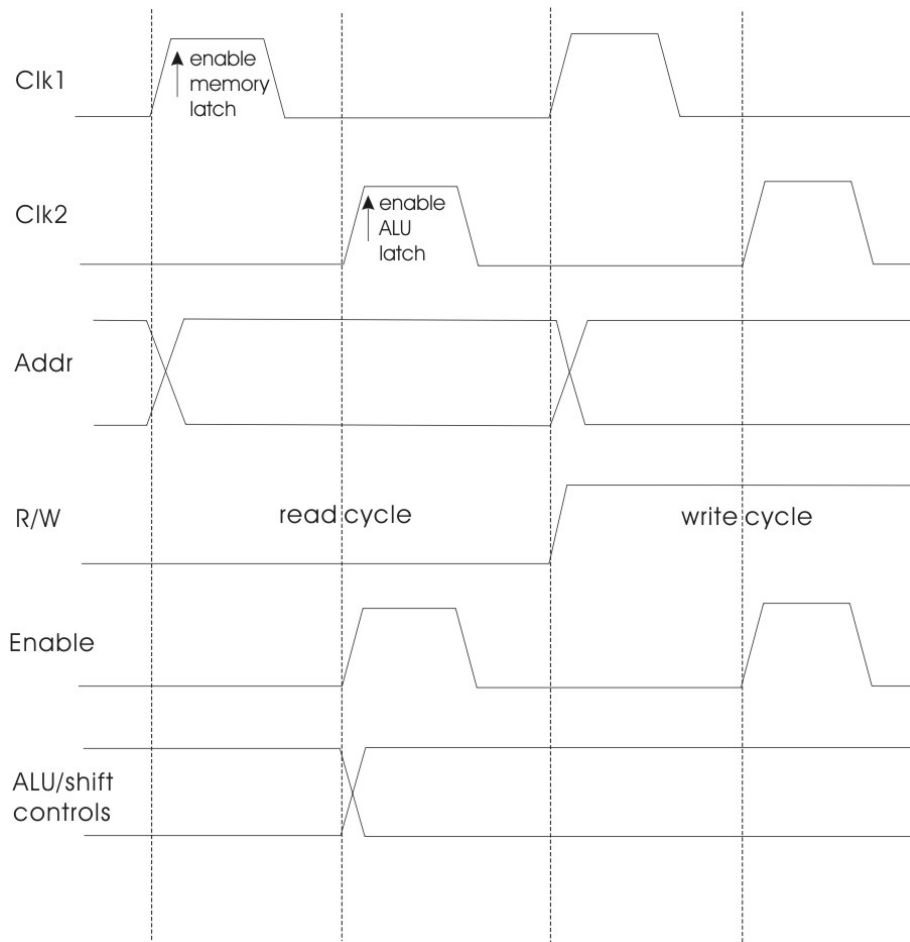 Clk1
enable
memory
latch
Clk2
enable
ALU
latch
Addr
R/W
read cycle
write cycle
Enable
ALU/shift
controls